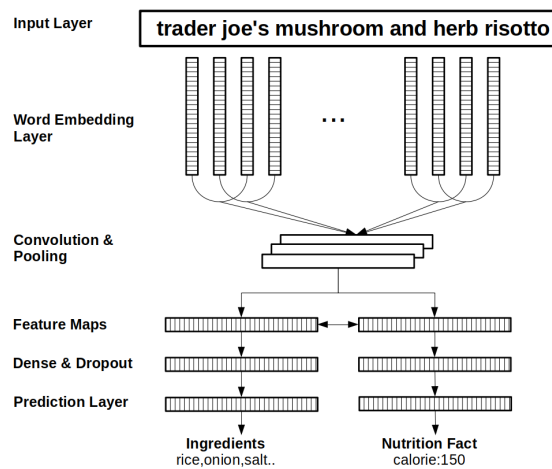 Input Layer
trader joe's mushroom and herb risotto
Word Embedding
Layer
...
Convolution &
Pooling
Feature Maps
Dense & Dropout
Prediction Layer
Ingredients
rice,onion,salt..
Nutrition Fact
calorie:150